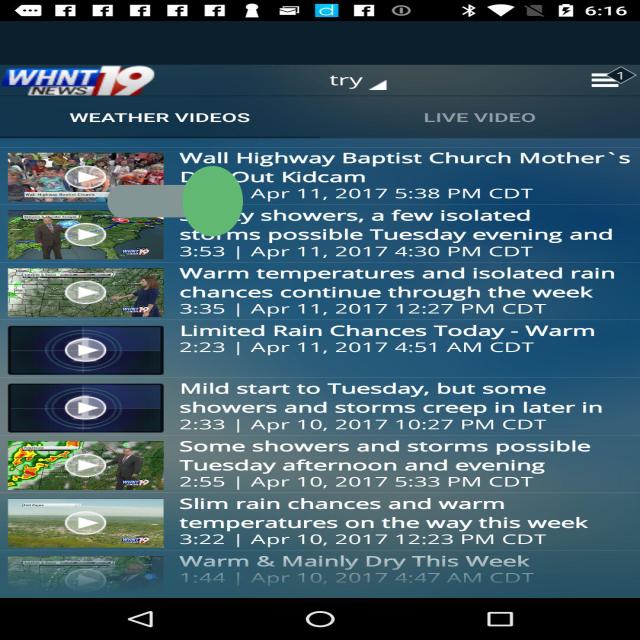 6:16
WHNT 19
NEWS
try
1
WEATHER VIDEOS
LIVE VIDEO
Wall Highway Baptist Church Mother`s
Out Kidcam
Apr 11, 2017 5:38 PM CDT
showers, a few isolated
storms possible Tuesday evening and
3:53 | Apr 11, 2017 4:30 PM CDT
Warm temperatures and isolated rain
chances continue through the week
3:35 | Apr 11, 2017 12:27 PM CDT
Limited Rain Chances Today - Warm
2:23 | Apr 11, 2017 4:51 AM CDT
Mild start to Tuesday, but some
showers and storms creep in later in
2:33 | Apr 10, 2017 10:27 PM CDT
Some showers and storms possible
Tuesday afternoon and evening
2:55 | Apr 10, 2017 5:33 PM CDT
Slim rain chances and warm
temperatures on the way this week
3:22 | Apr 10, 2017 12:23 PM CDT
Warm & Mainly Dry This Week
1:44 | Apr 10, 2017 4:47 AM CDT